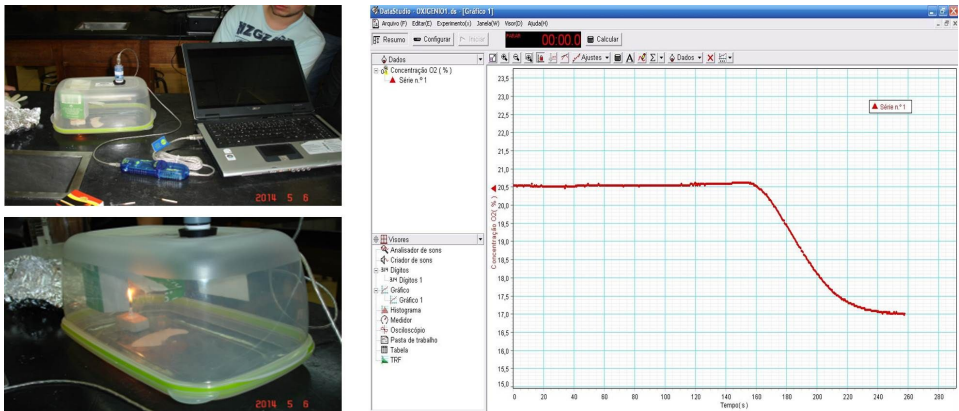 NZGZ
2014 5 6
2014 5 6
DataStudio - OXIGENIO1.ds - [Gráfico 1]
Arquivo (F) Editar(E) Experimento(x) Janela(W) Visor(D) Ajuda(H)
Resumo Configurar Iniciar 00:00.0 Calcular
Dados
Ajustes A Σ Dados
Concentração O2 ( % )
Série n.º 1
Visores
Analisador de sons
Criador de sons
Dígitos
Dígitos 1
Gráfico
Gráfico 1
Histograma
Medidor
Osciloscópio
Pasta de trabalho
Tabela
TRF
Série n.º 1
Concentração O2( % )
23,5
23,0
22,5
22,0
21,5
21,0
20,5
20,0
19,5
19,0
18,5
18,0
17,5
17,0
16,5
16,0
15,5
15,0
0 20 40 60 80 100 120 140 160 180 200 220 240 260 280
Tempo( s )